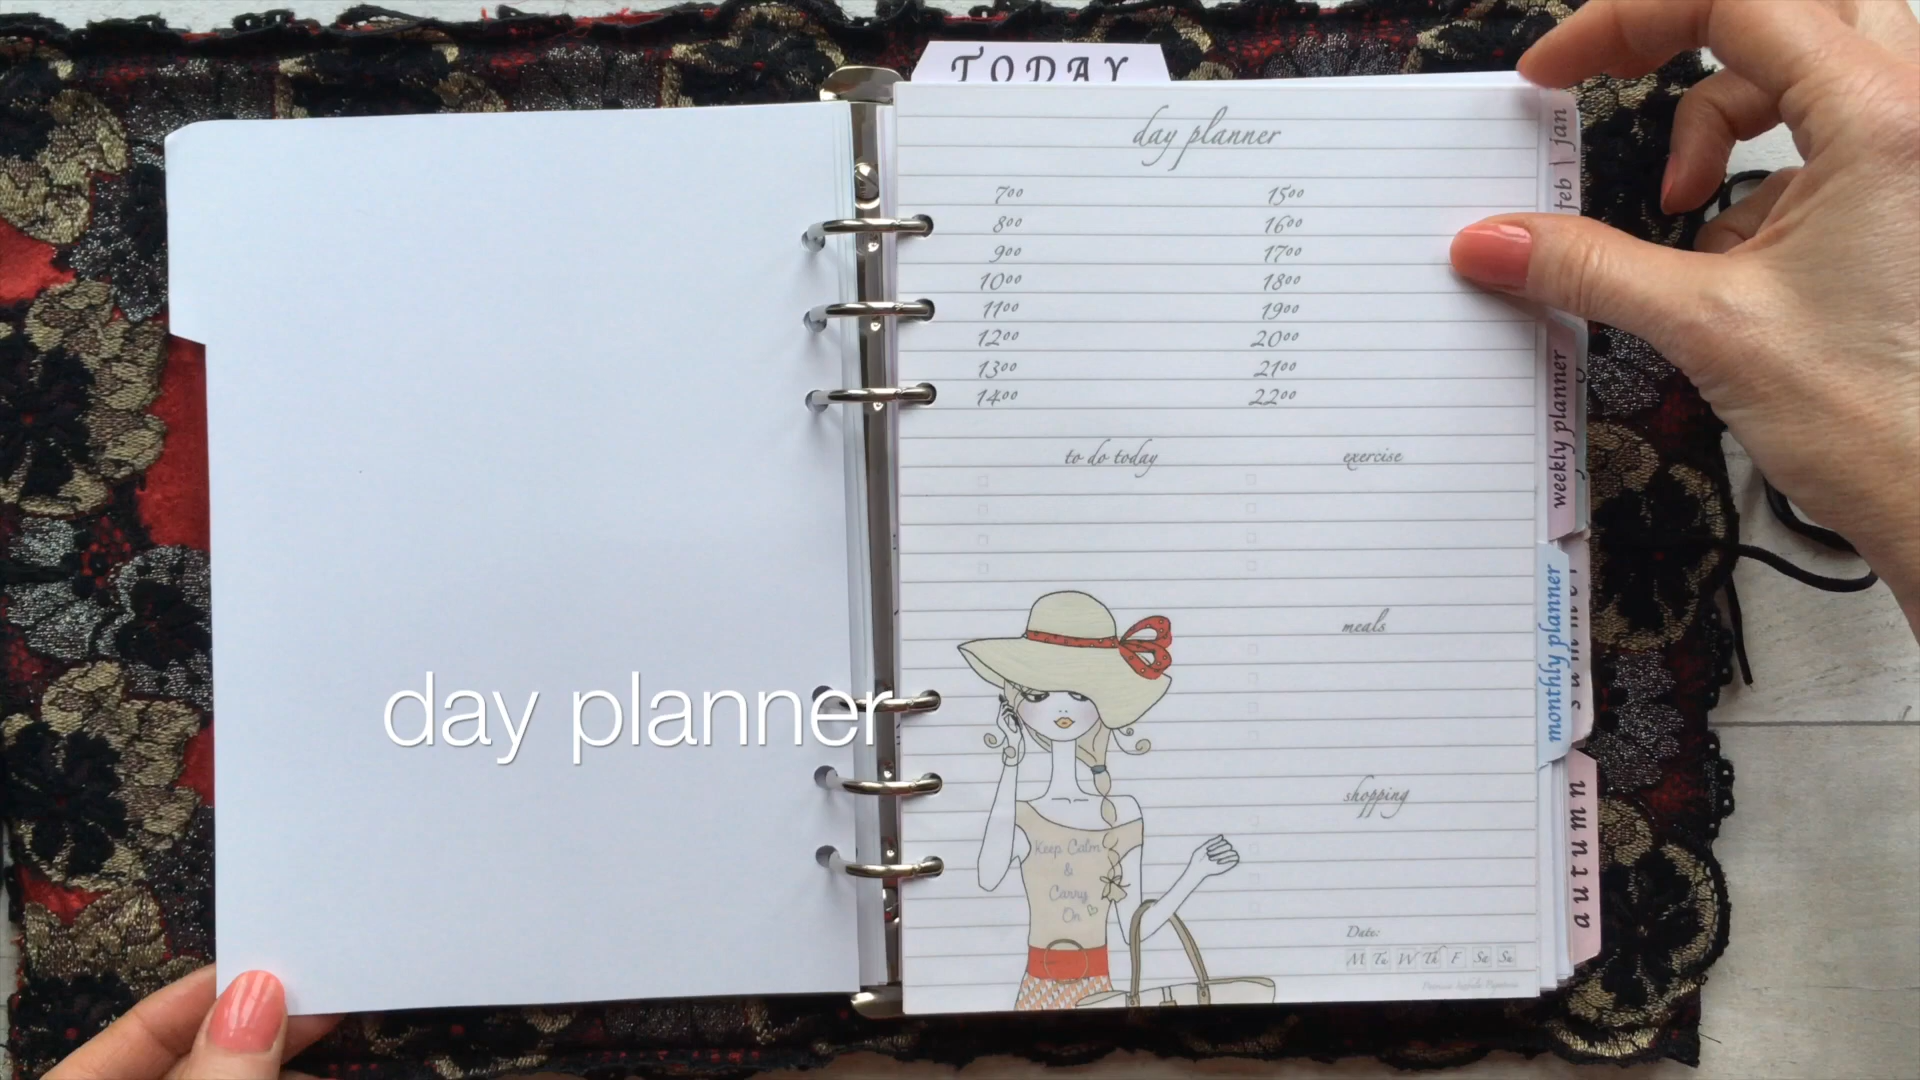 TODAY
day planner
7⁰⁰ 15⁰⁰
8⁰⁰ 16⁰⁰
9⁰⁰ 17⁰⁰
10⁰⁰ 18⁰⁰
11⁰⁰ 19⁰⁰
12⁰⁰ 20⁰⁰
13⁰⁰ 21⁰⁰
14⁰⁰ 22⁰⁰
to do today exercise
meals
shopping
Keep Calm
&
Carry
On
Date:
M Tu W Th F Sa Su
jan
feb
weekly planner
monthly planner
summer
autumn
day planner